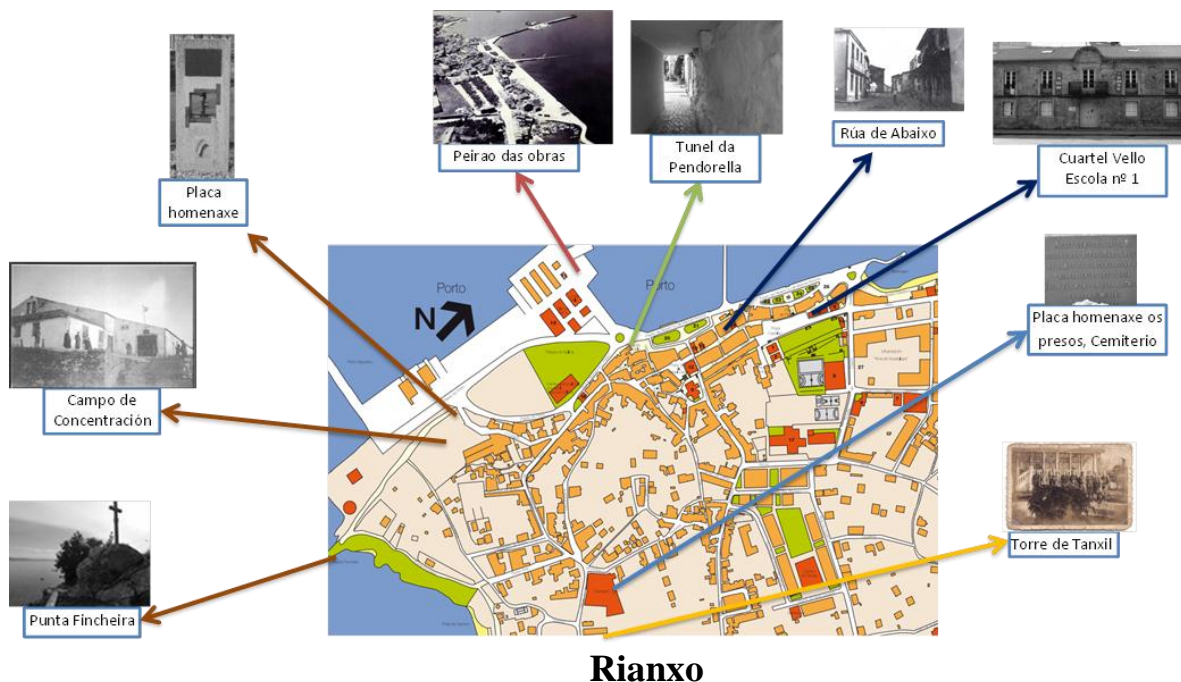 Peirao das obras
Tunel da
Pendorella
Rúa de Abaixo
Cuartel Vello
Escola nº 1
Placa
homenaxe
Placa homenaxe os
presos, Cemiterio
Campo de
Concentración
Torre de Tanxil
Punta Fincheira
Porto
Porto
N
Rianxo